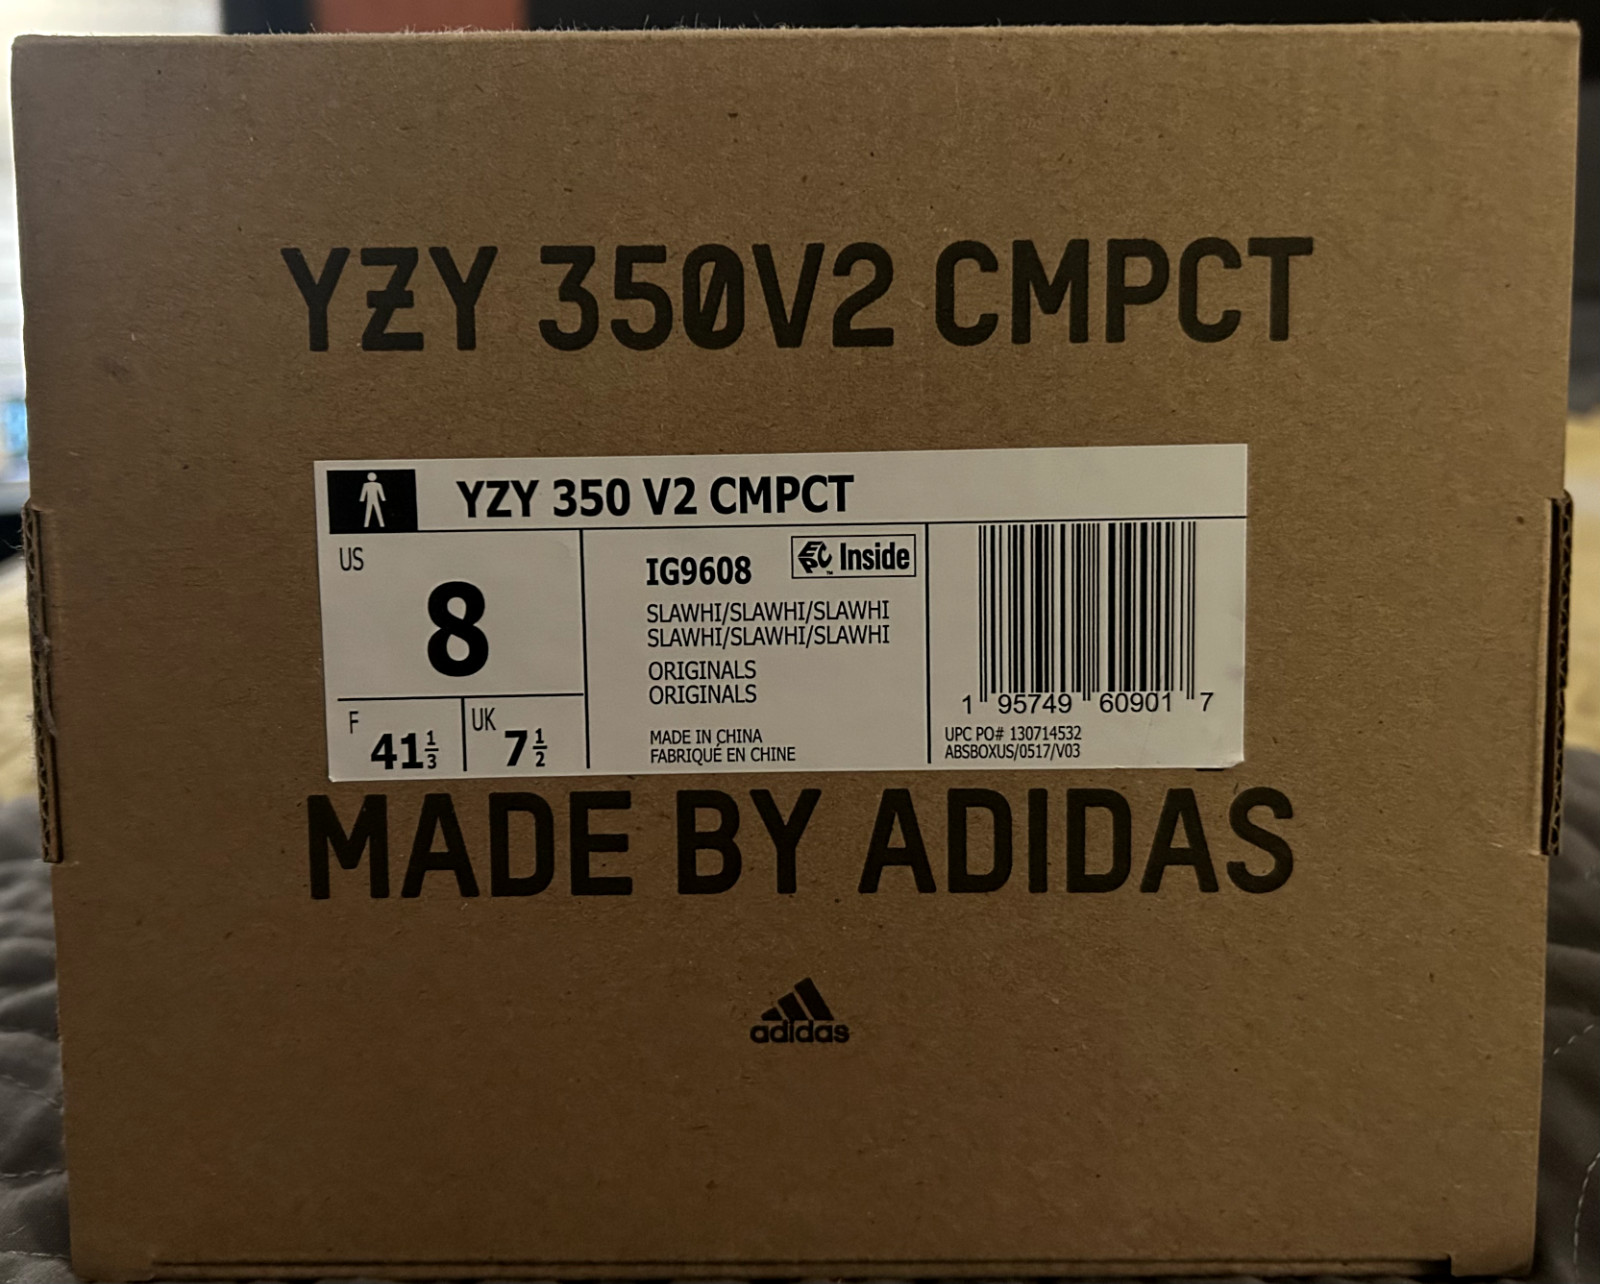 YZY 350V2 CMPCT
YZY 350 V2 CMPCT
US
8
F
41 1/3
UK
7 1/2
IG9608
EPC™ Inside
SLAWHI/SLAWHI/SLAWHI
SLAWHI/SLAWHI/SLAWHI
ORIGINALS
ORIGINALS
MADE IN CHINA
FABRIQUÉ EN CHINE
1 95749 60901 7
UPC PO# 130714532
ABSBOXUS/0517/V03
MADE BY ADIDAS
adidas